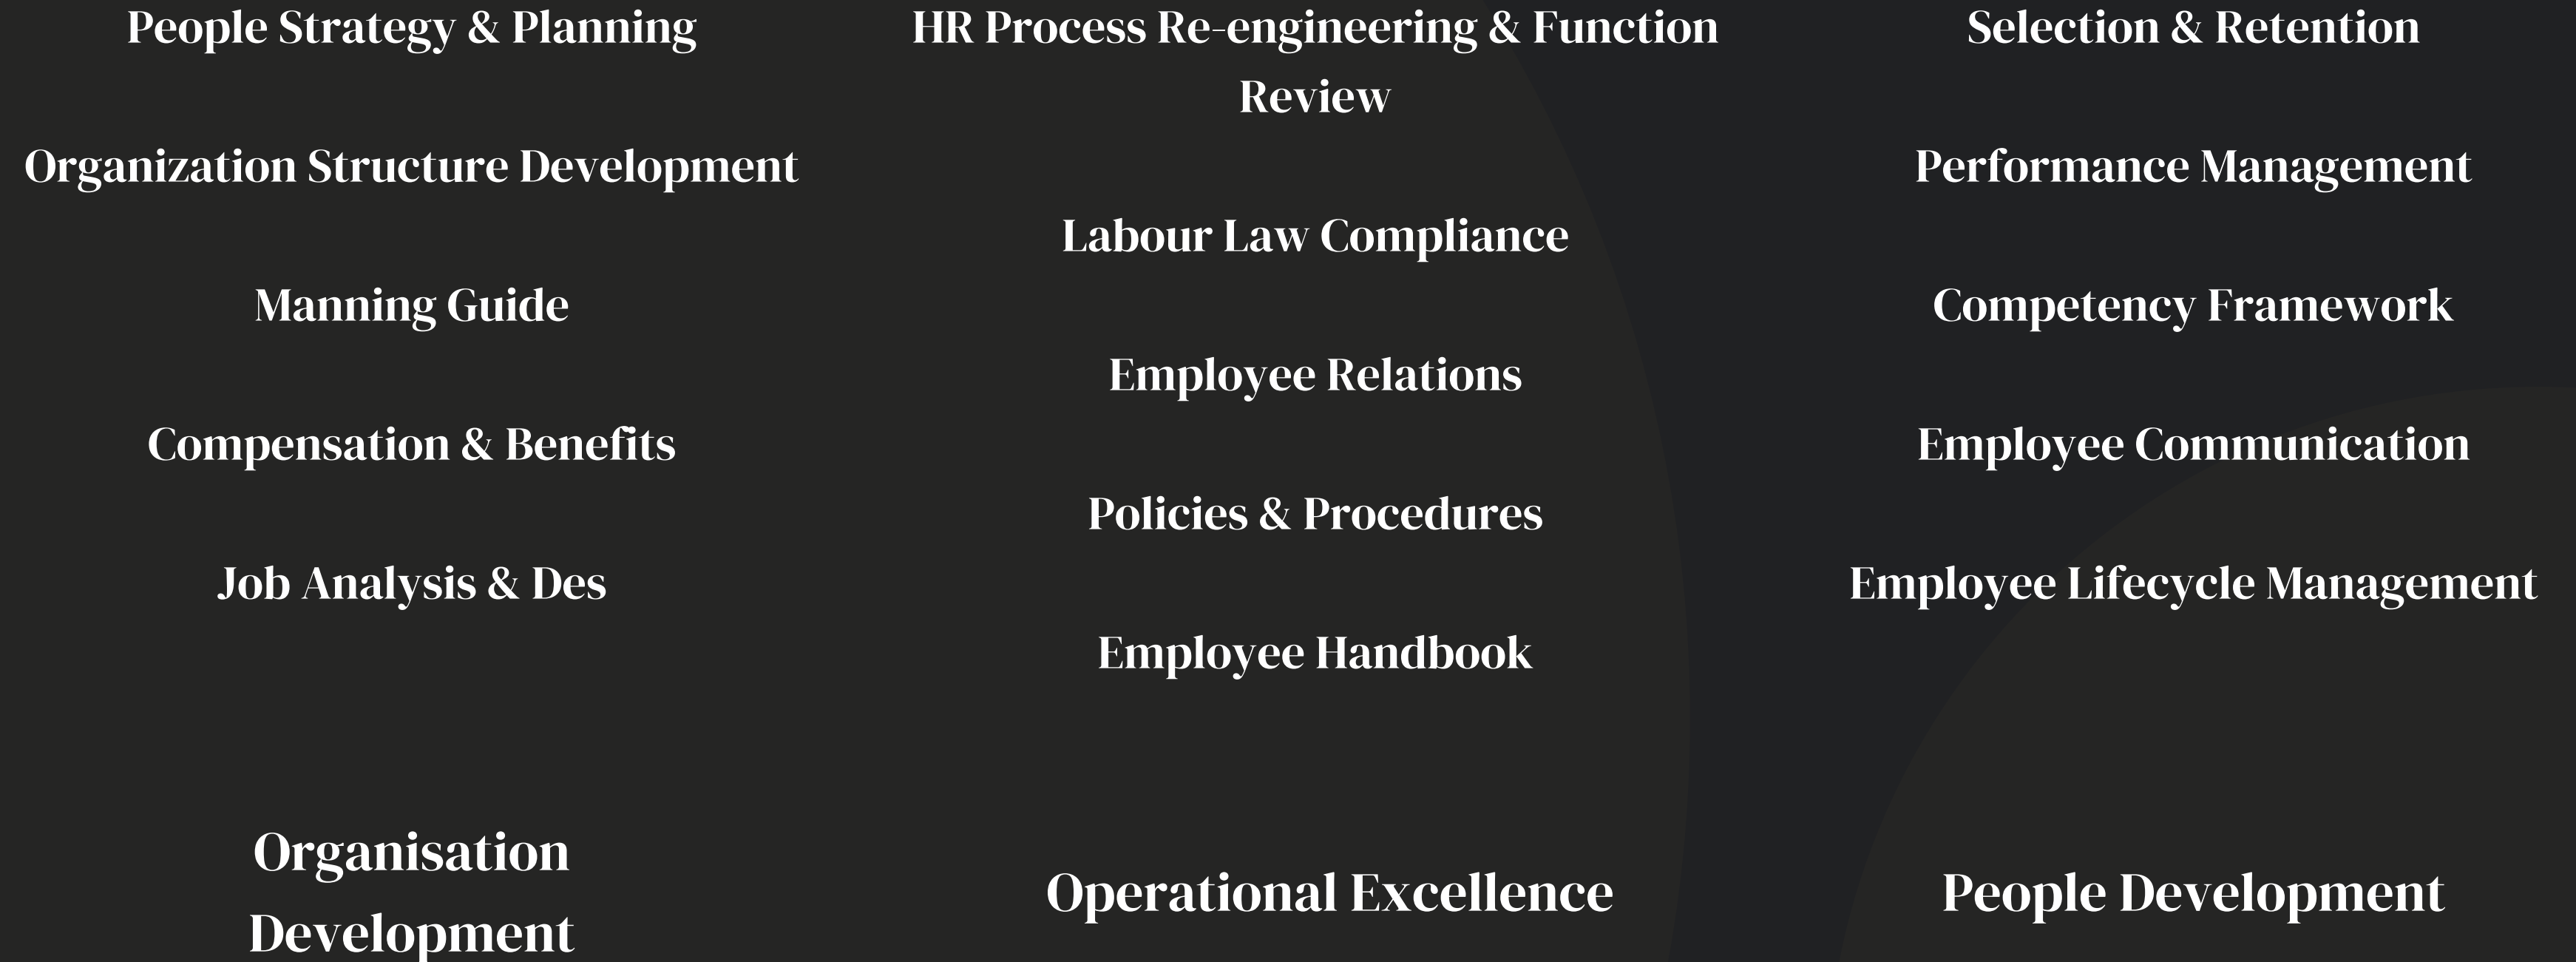 People Strategy & Planning
Organization Structure Development
Manning Guide
Compensation & Benefits
Job Analysis & Des
Organisation
Development
HR Process Re-engineering & Function
Review
Labour Law Compliance
Employee Relations
Policies & Procedures
Employee Handbook
Operational Excellence
Selection & Retention
Performance Management
Competency Framework
Employee Communication
Employee Lifecycle Management
People Development